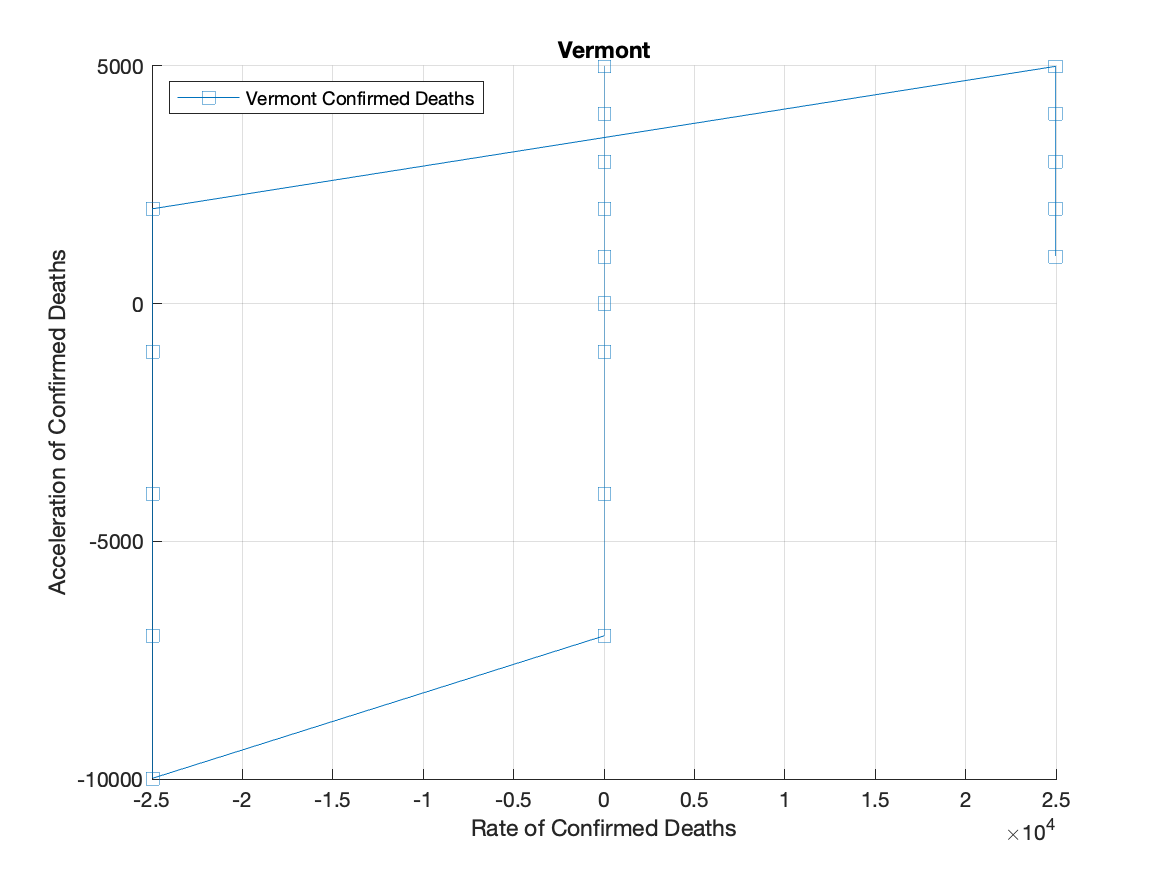 Vermont
Vermont Confirmed Deaths
5000
0
-5000
-10000
Acceleration of Confirmed Deaths
-2.5 -2 -1.5 -1 -0.5 0 0.5 1 1.5 2 2.5
Rate of Confirmed Deaths
×10⁴